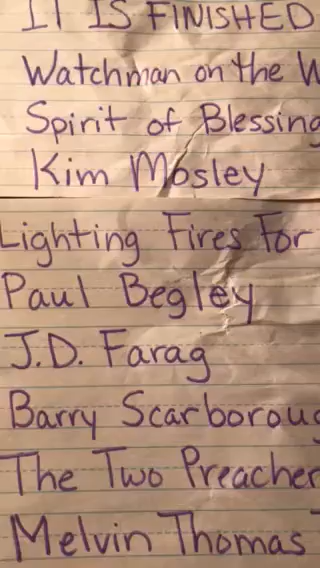 IT IS FINISHED
Watchman on the W
Spirit of Blessing
Kim Mosley
Lighting Fires For
Paul Begley
J.D. Farag
Barry Scarboroug
The Two Preacher
Melvin Thomas